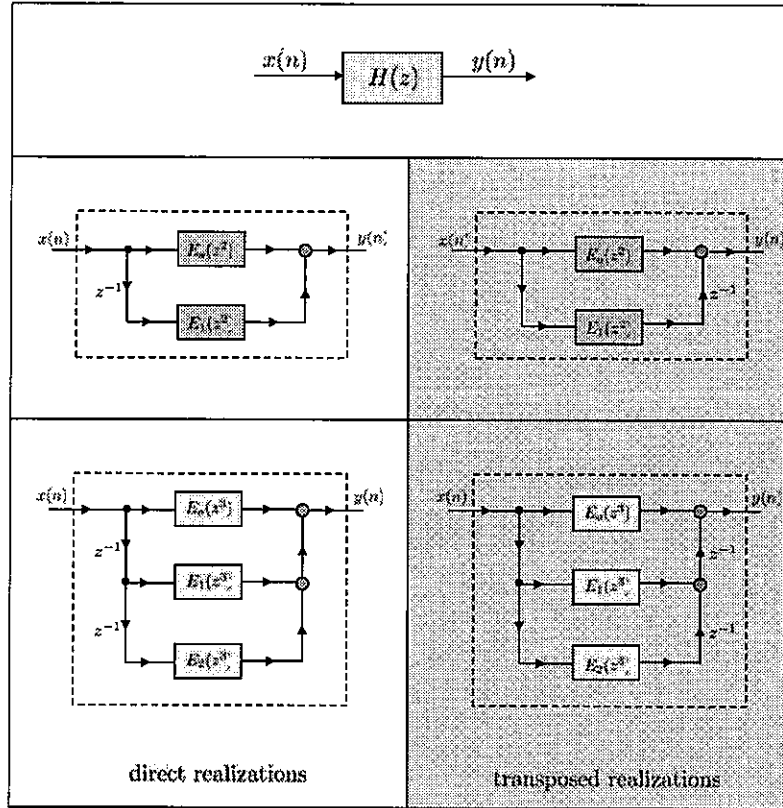 x(n) H(z) y(n)
x(n) E₀(z²) y(n)
z⁻¹
E₁(z²)
x(n) E₀(z²) y(n)
z⁻¹
E₁(z²)
x(n) E₀(z³) y(n)
z⁻¹
E₁(z³)
z⁻¹
E₂(z³)
x(n) E₀(z³) y(n)
z⁻¹
E₁(z³)
z⁻¹
E₂(z³)
direct realizations
transposed realizations